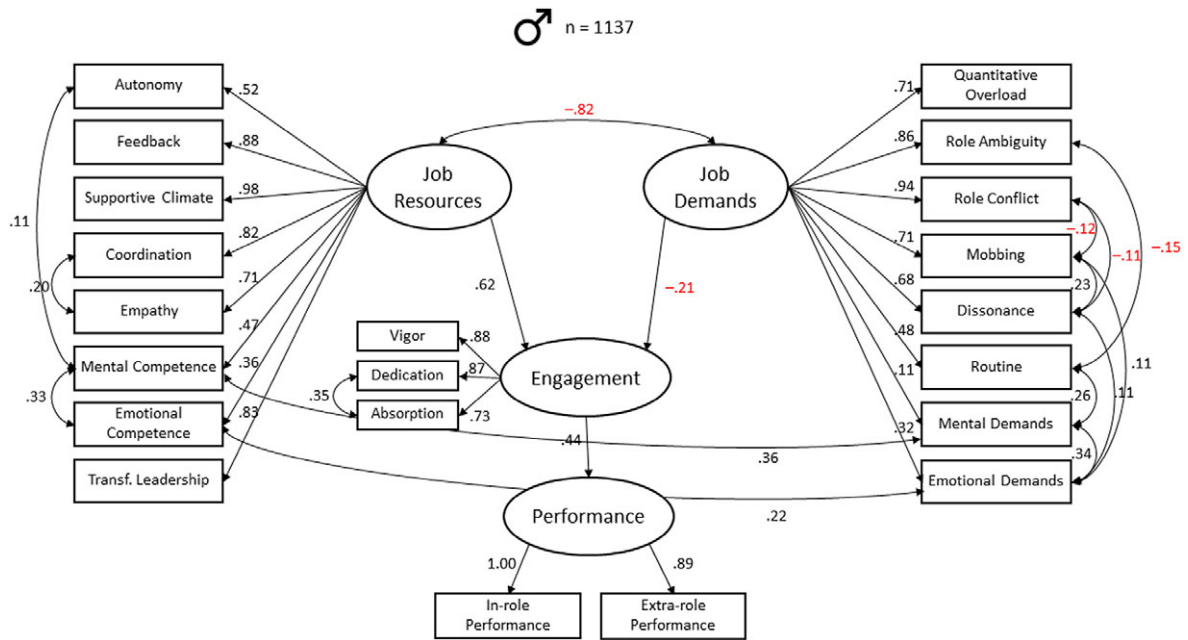 n = 1137
Autonomy
Feedback
Supportive Climate
Coordination
Empathy
Mental Competence
Emotional
Competence
Transf. Leadership
.11
.20
.33
.52
.88
.98
.82
.71
.47
.36
.83
Job
Resources
–.82
Job
Demands
.62
–.21
Vigor
Dedication
Absorption
.88
.87
.73
.35
Engagement
.44
.36
Performance
.22
1.00
.89
In-role
Performance
Extra-role
Performance
.71
.86
.94
.71
.68
.48
.11
.32
Quantitative
Overload
Role Ambiguity
Role Conflict
Mobbing
Dissonance
Routine
Mental Demands
Emotional Demands
–.12
–.11
–.15
.23
.11
.11
.26
.34